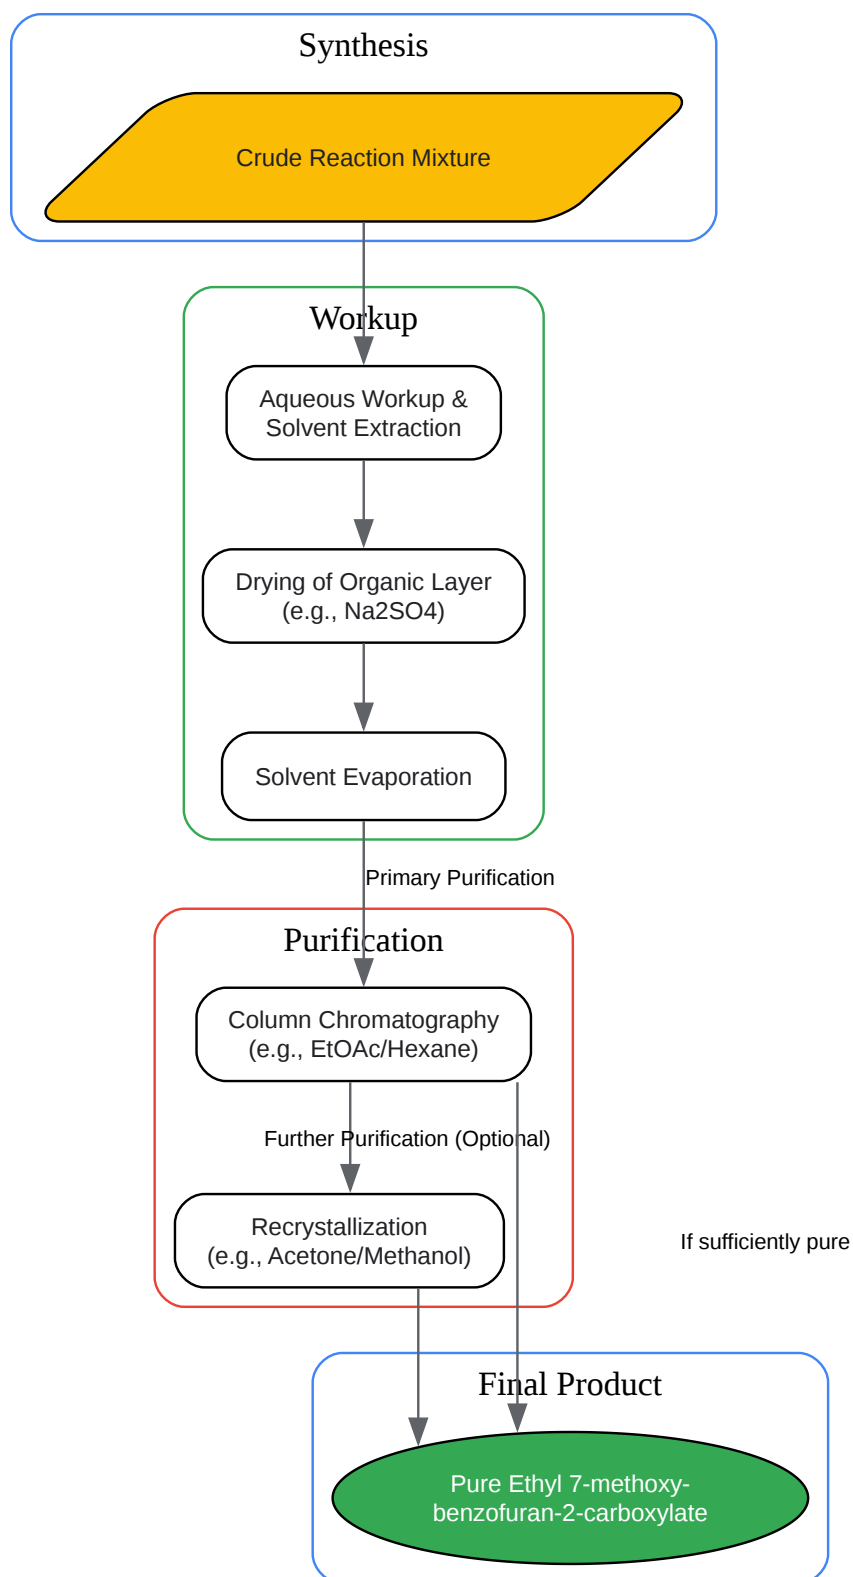 Synthesis
Crude Reaction Mixture
Workup
Aqueous Workup &
Solvent Extraction
Drying of Organic Layer
(e.g., Na2SO4)
Solvent Evaporation
Primary Purification
Purification
Column Chromatography
(e.g., EtOAc/Hexane)
Further Purification (Optional)
Recrystallization
(e.g., Acetone/Methanol)
If sufficiently pure
Final Product
Pure Ethyl 7-methoxy-
benzofuran-2-carboxylate